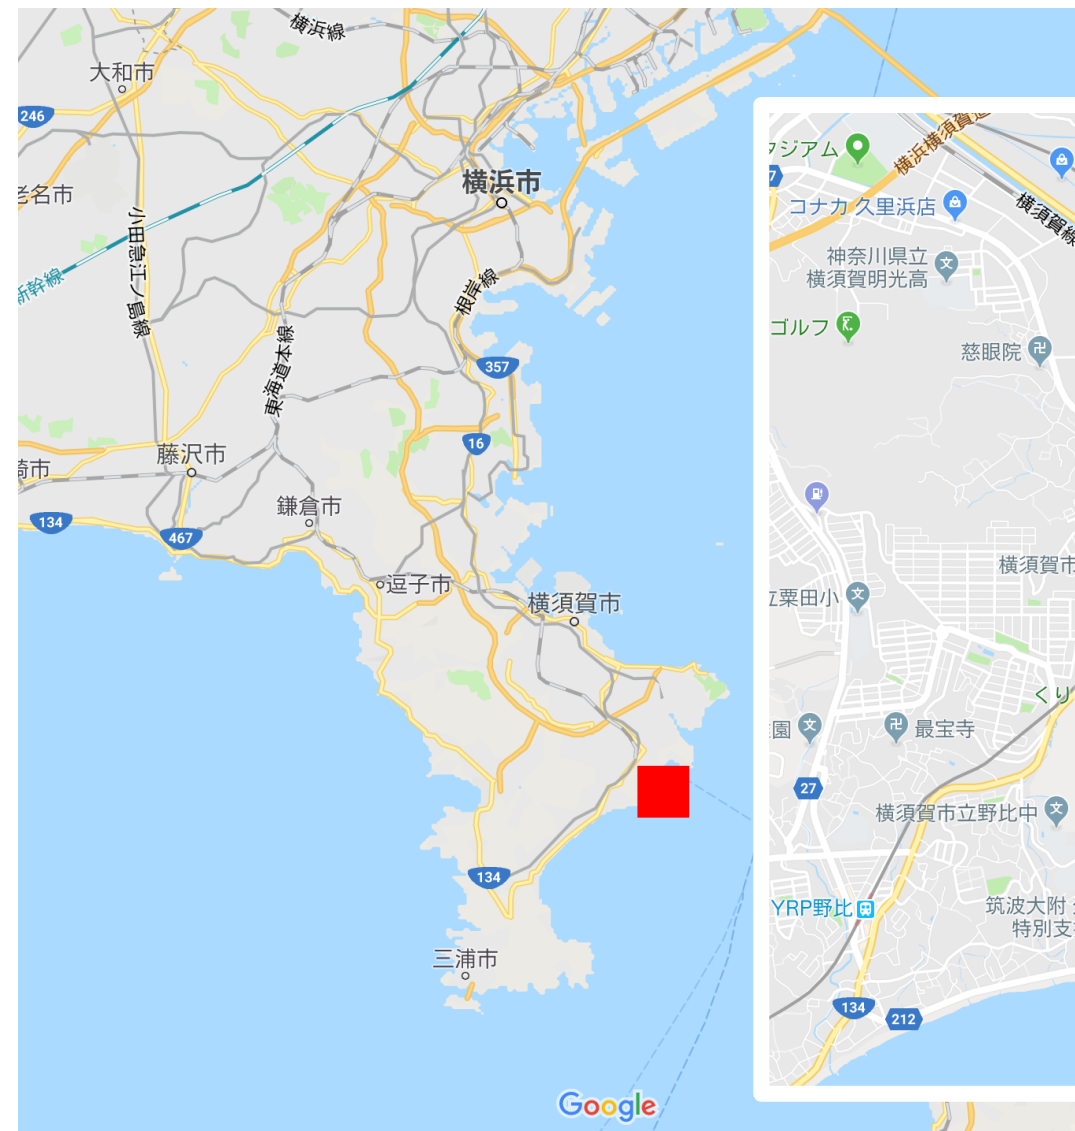 横浜線
大和市
246
横浜市
老名市
小田急江ノ島線
新幹線
根岸線
東海道本線
357
16
藤沢市
崎市
鎌倉市
134
467
逗子市
横須賀市
134
三浦市
Google
タジアム
横浜横須賀道
7
コナカ 久里浜店
横須賀線
神奈川県立
横須賀明光高
ゴルフ
慈眼院
横須賀市
立粟田小
くり
園
最宝寺
27
横須賀市立野比中
YRP野比
筑波大附
特別支
134
212